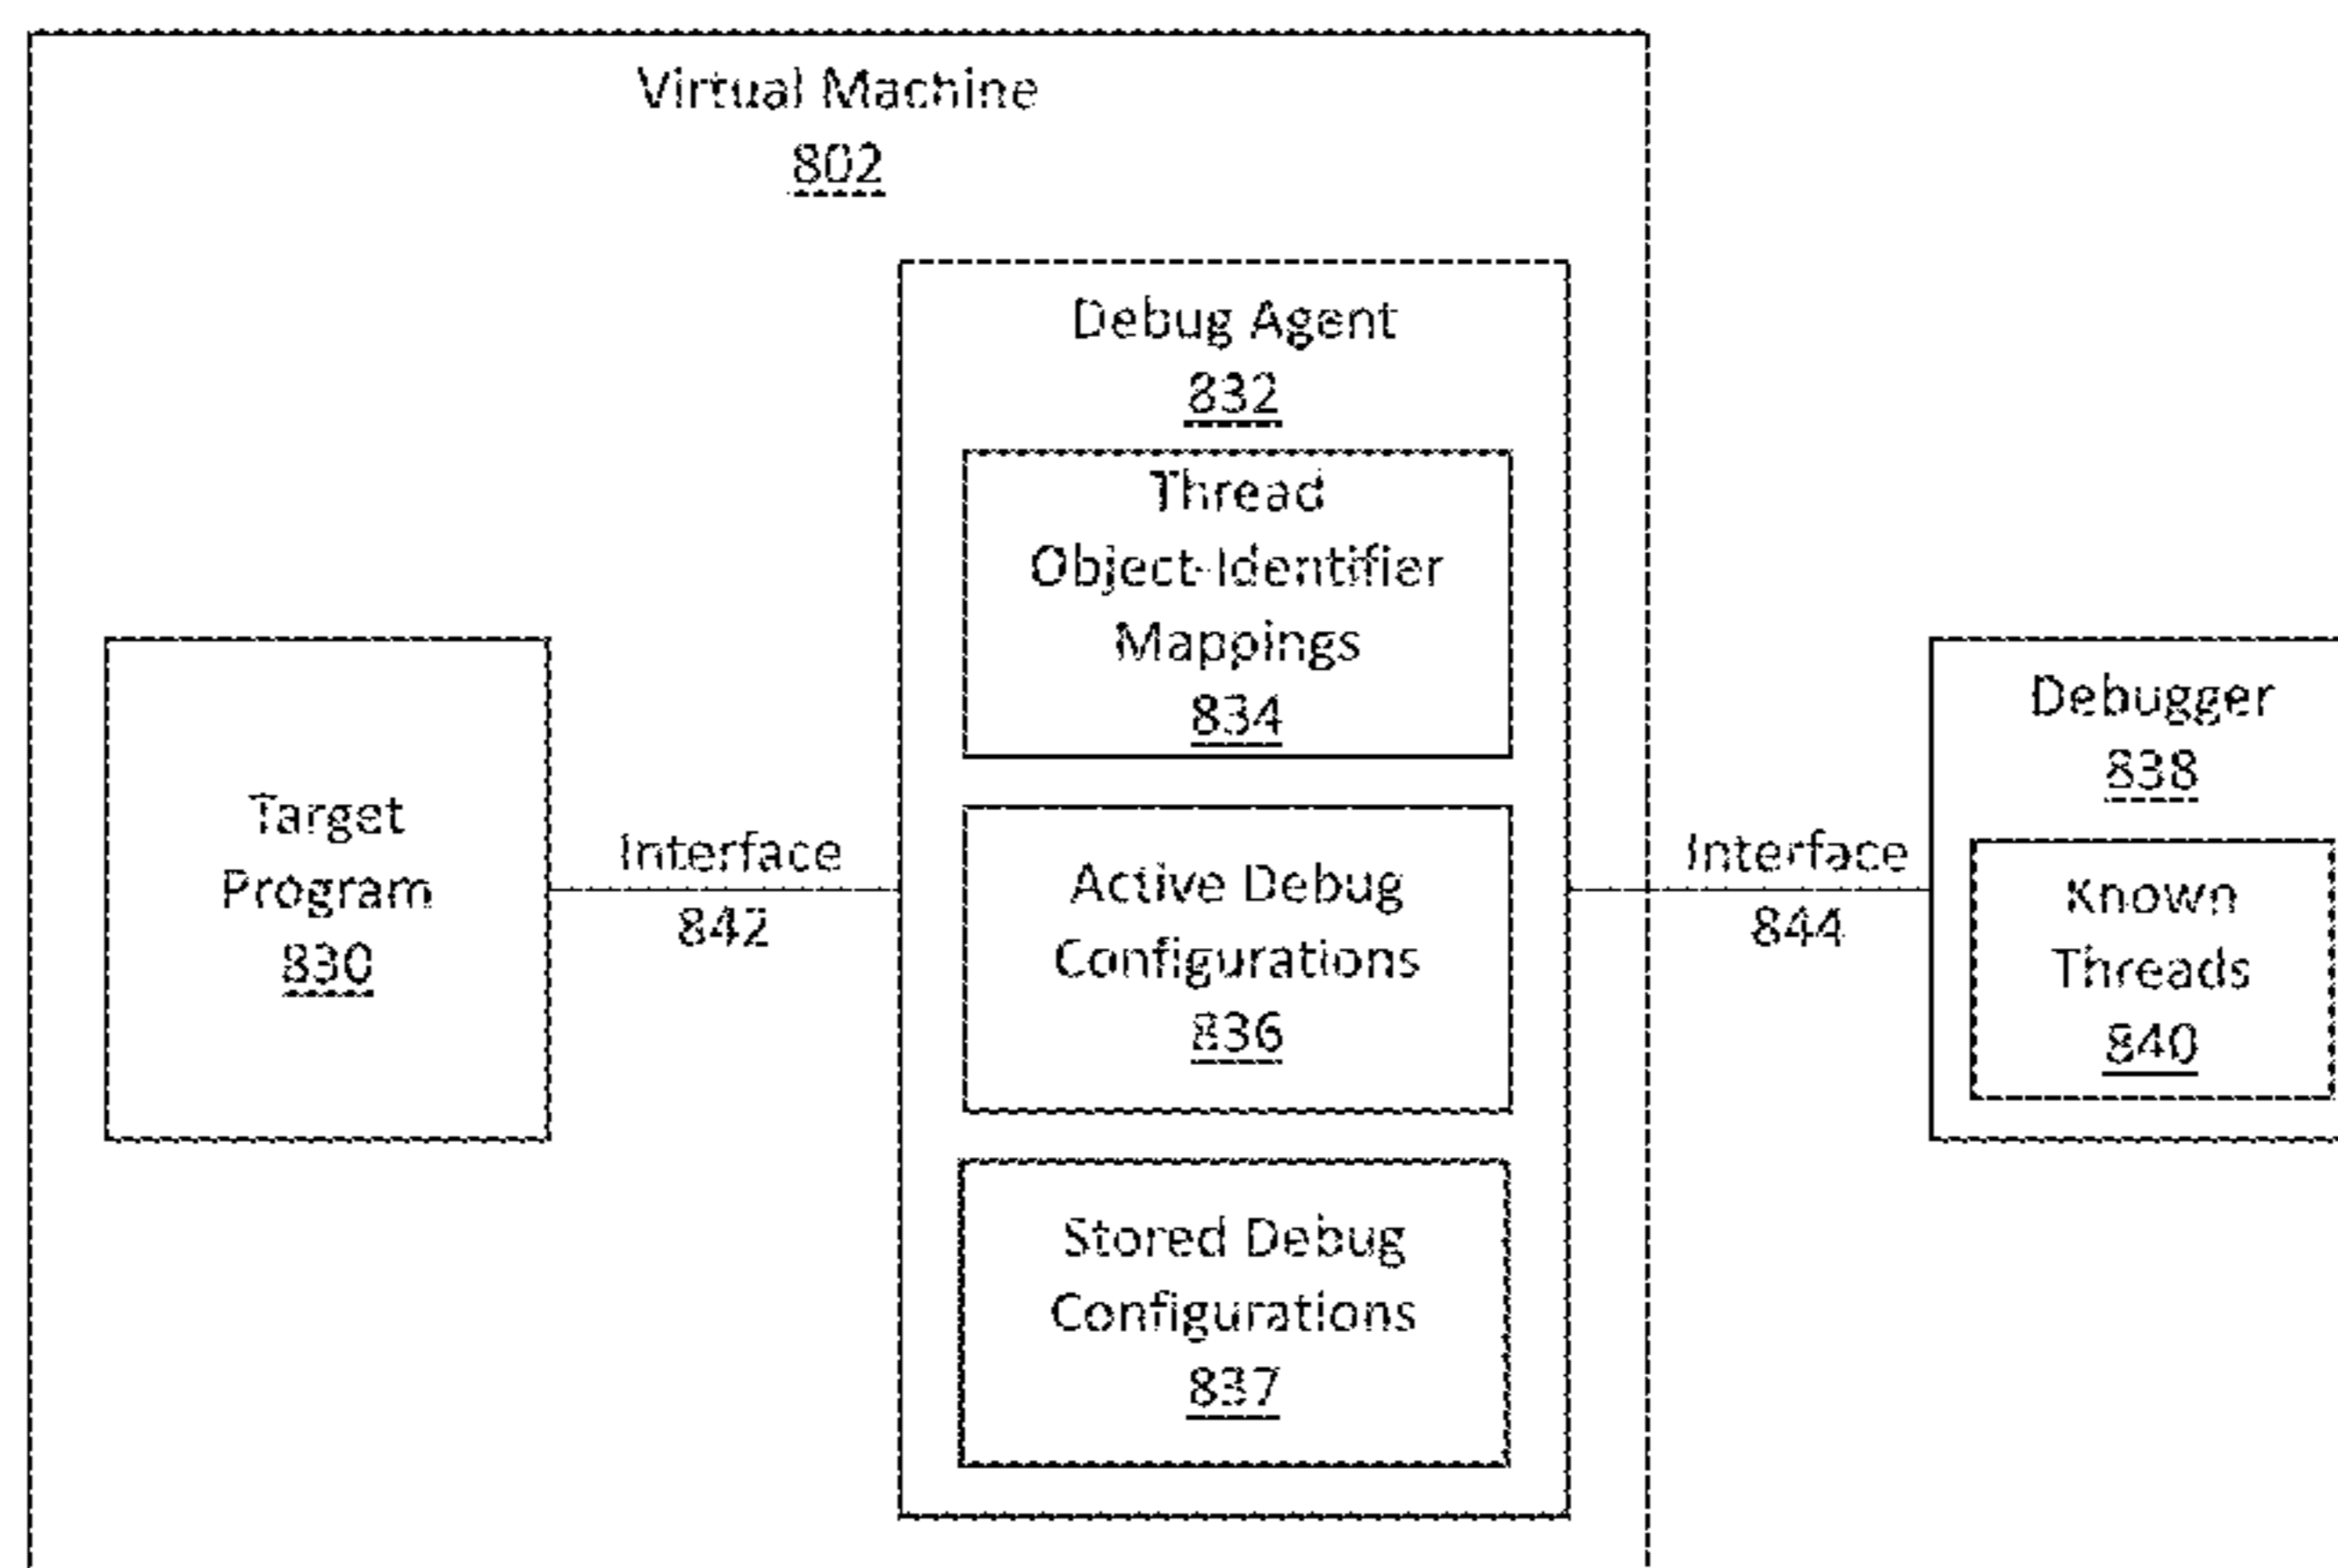 Virtual Machine
802
Debug Agent
832
Thread
Object-Identifier
Mappings
834
Target
Program
830
Interface
842
Active Debug
Configurations
836
Stored Debug
Configurations
837
Interface
844
Debugger
838
Known
Threads
840